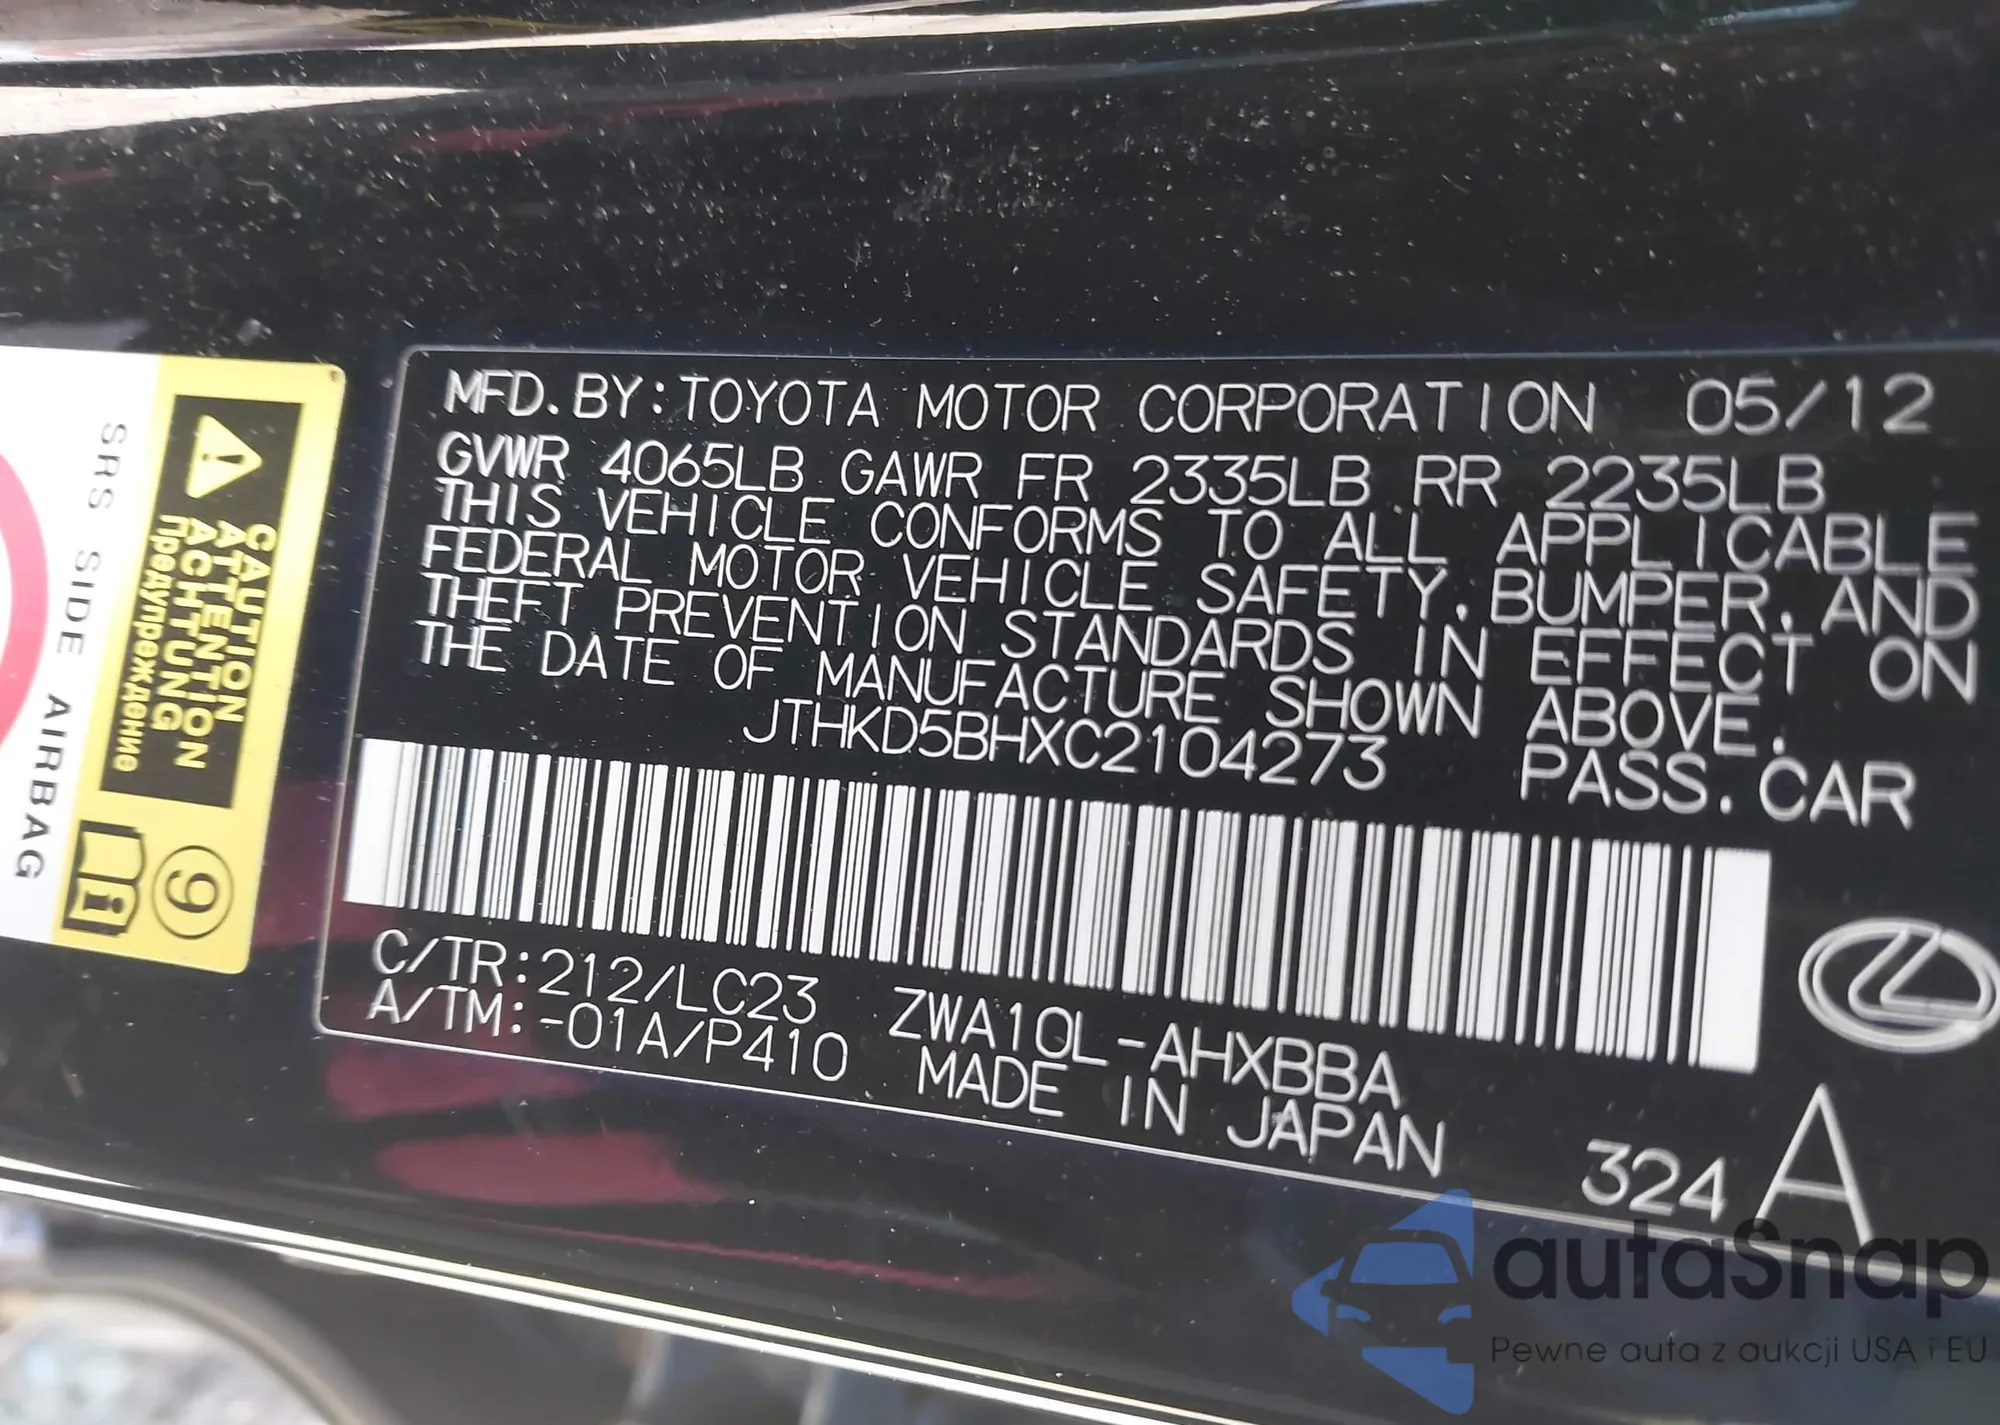 MFD. BY: TOYOTA MOTOR CORPORATION 05/12
GVWR 4065LB GAWR FR 2335LB RR 2235LB
THIS VEHICLE CONFORMS TO ALL APPLICABLE
FEDERAL MOTOR VEHICLE SAFETY, BUMPER, AND
THEFT PREVENTION STANDARDS IN EFFECT ON
THE DATE OF MANUFACTURE SHOWN ABOVE.
JTHKD5BHXC2104273 PASS. CAR
C/TR: 212/LC23 ZWA10L-AHXBBA
A/TM: -01A/P410 MADE IN JAPAN 324 A
CAUTION
ATTENTION
ACHTUNG
Предупреждение
9
SRS SIDE AIRBAG
autaSnap
Pewne auta z aukcji USA i EU